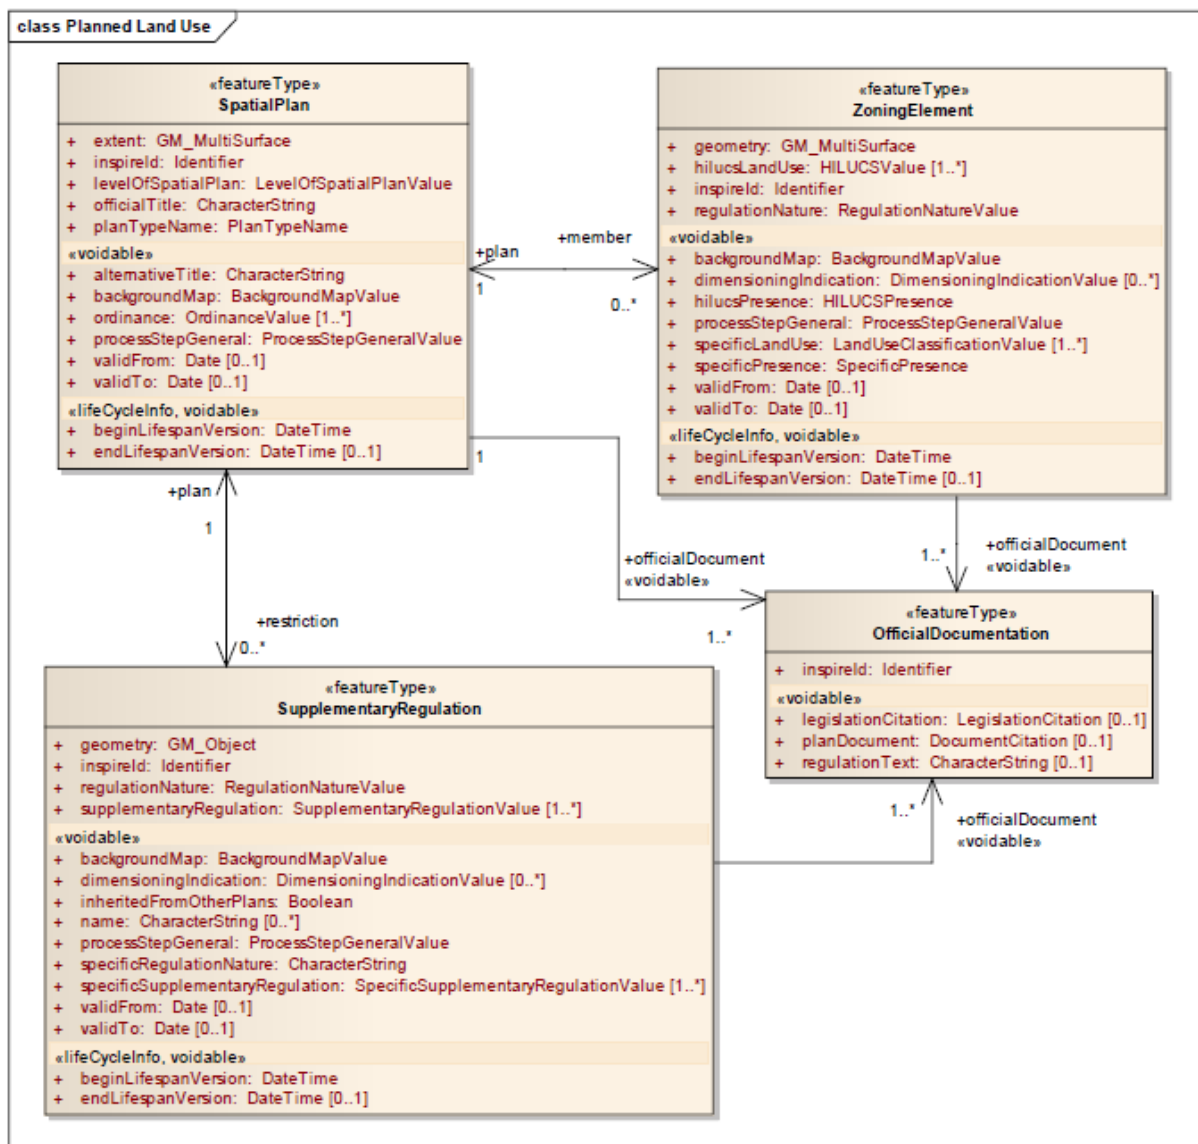 class Planned Land Use
«featureType»
SpatialPlan
+ extent: GM_MultiSurface
+ inspireId: Identifier
+ levelOfSpatialPlan: LevelOfSpatialPlanValue
+ officialTitle: CharacterString
+ planTypeName: PlanTypeName
«voidable»
+ alternativeTitle: CharacterString
+ backgroundMap: BackgroundMapValue
+ ordinance: OrdinanceValue [1..*]
+ processStepGeneral: ProcessStepGeneralValue
+ validFrom: Date [0..1]
+ validTo: Date [0..1]
«lifeCycleInfo, voidable»
+ beginLifespanVersion: DateTime
+ endLifespanVersion: DateTime [0..1]
+plan
1
+member
0..*
«featureType»
ZoningElement
+ geometry: GM_MultiSurface
+ hilucsLandUse: HILUCSValue [1..*]
+ inspireId: Identifier
+ regulationNature: RegulationNatureValue
«voidable»
+ backgroundMap: BackgroundMapValue
+ dimensioningIndication: DimensioningIndicationValue [0..*]
+ hilucsPresence: HILUCSPresence
+ processStepGeneral: ProcessStepGeneralValue
+ specificLandUse: LandUseClassificationValue [1..*]
+ specificPresence: SpecificPresence
+ validFrom: Date [0..1]
+ validTo: Date [0..1]
«lifeCycleInfo, voidable»
+ beginLifespanVersion: DateTime
+ endLifespanVersion: DateTime [0..1]
1
+plan
1
+officialDocument
«voidable»
1..*
1..*
+officialDocument
«voidable»
+restriction
0..*
«featureType»
OfficialDocumentation
+ inspireId: Identifier
«voidable»
+ legislationCitation: LegislationCitation [0..1]
+ planDocument: DocumentCitation [0..1]
+ regulationText: CharacterString [0..1]
«featureType»
SupplementaryRegulation
+ geometry: GM_Object
+ inspireId: Identifier
+ regulationNature: RegulationNatureValue
+ supplementaryRegulation: SupplementaryRegulationValue [1..*]
«voidable»
+ backgroundMap: BackgroundMapValue
+ dimensioningIndication: DimensioningIndicationValue [0..*]
+ inheritedFromOtherPlans: Boolean
+ name: CharacterString [0..*]
+ processStepGeneral: ProcessStepGeneralValue
+ specificRegulationNature: CharacterString
+ specificSupplementaryRegulation: SpecificSupplementaryRegulationValue [1..*]
+ validFrom: Date [0..1]
+ validTo: Date [0..1]
«lifeCycleInfo, voidable»
+ beginLifespanVersion: DateTime
+ endLifespanVersion: DateTime [0..1]
1..*
+officialDocument
«voidable»